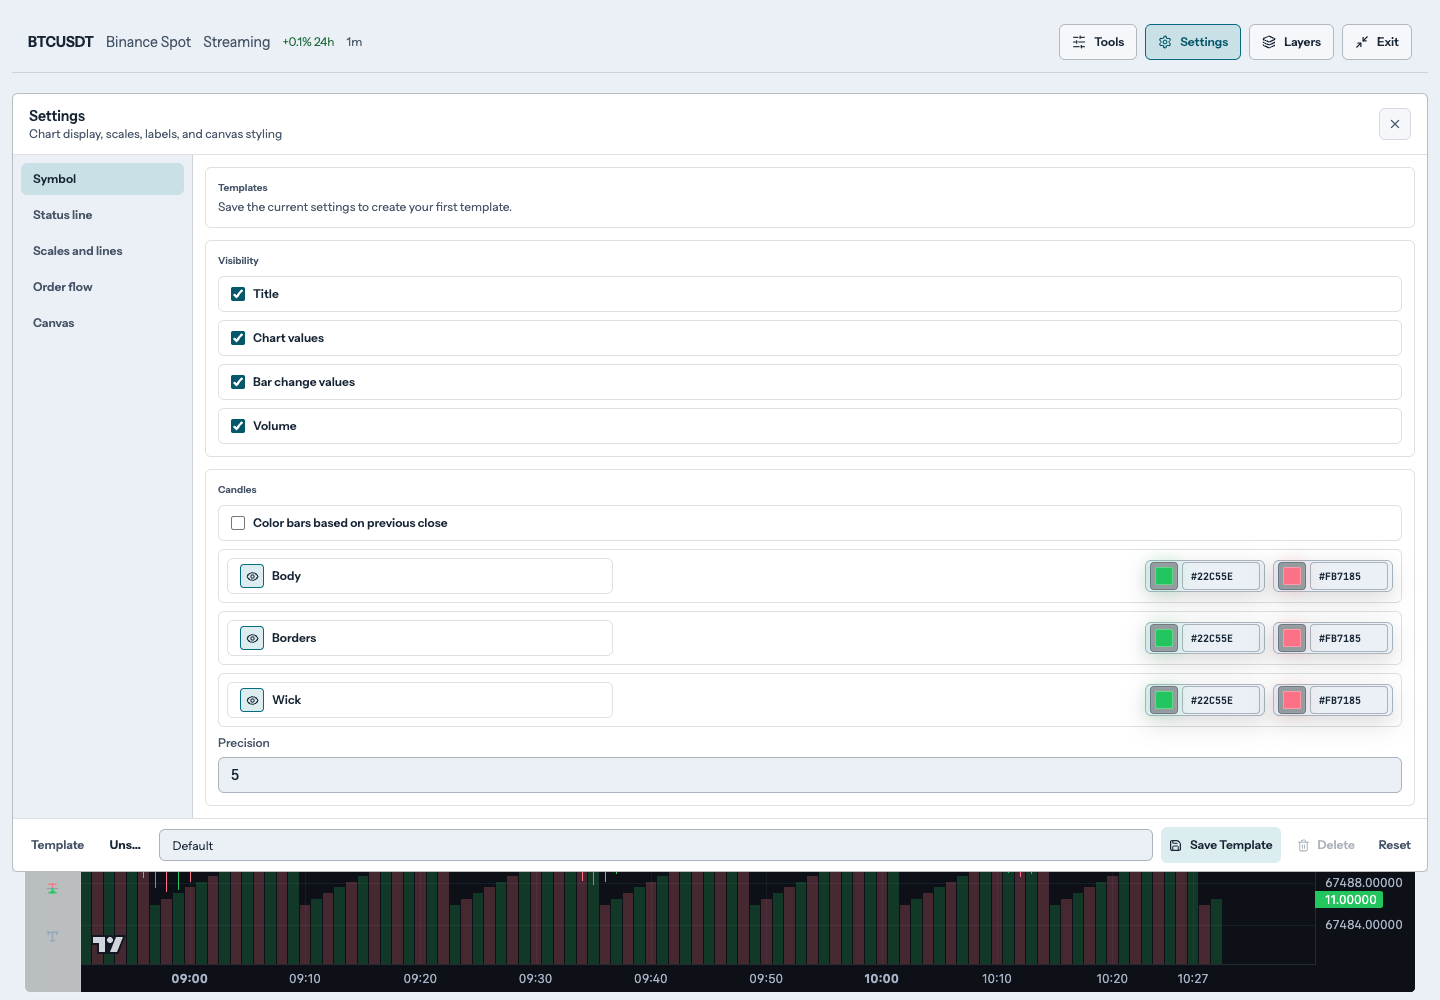 BTCUSDT Binance Spot Streaming +0.1% 24h 1m Tools Settings Layers Exit
Settings
Chart display, scales, labels, and canvas styling
Symbol
Status line
Scales and lines
Order flow
Canvas
Templates
Save the current settings to create your first template.
Visibility
Title
Chart values
Bar change values
Volume
Candles
Color bars based on previous close
Body #22C55E #FB7185
Borders #22C55E #FB7185
Wick #22C55E #FB7185
Precision
5
Template Uns... Default Save Template Delete Reset
67488.00000
11.00000
67484.00000
09:00 09:10 09:20 09:30 09:40 09:50 10:00 10:10 10:20 10:27